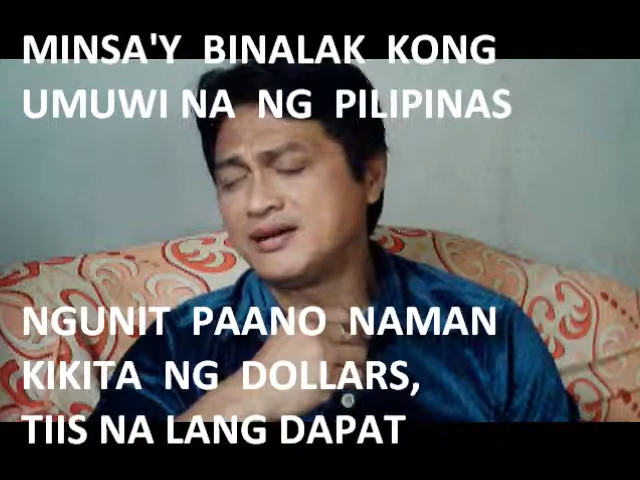 MINSA'Y BINALAK KONG
UMUWI NA NG PILIPINAS
NGUNIT PAANO NAMAN
KIKITA NG DOLLARS,
TIIS NA LANG DAPAT